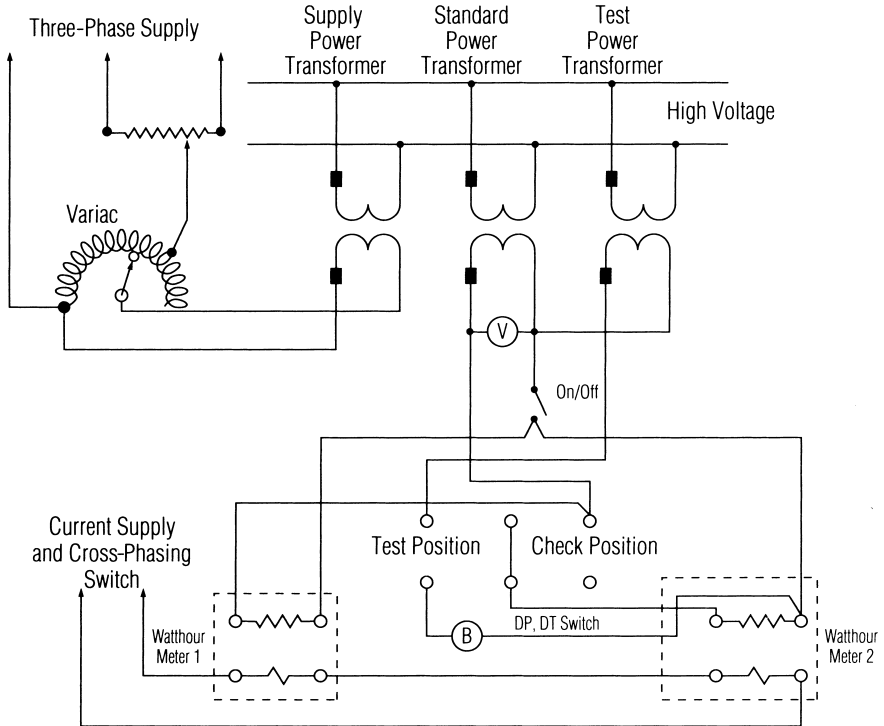 Three-Phase Supply
Supply
Power
Transformer
Standard
Power
Transformer
Test
Power
Transformer
High Voltage
Variac
V
On/Off
Current Supply
and Cross-Phasing
Switch
Test Position
Check Position
Watthour
Meter 1
B
DP, DT Switch
Watthour
Meter 2